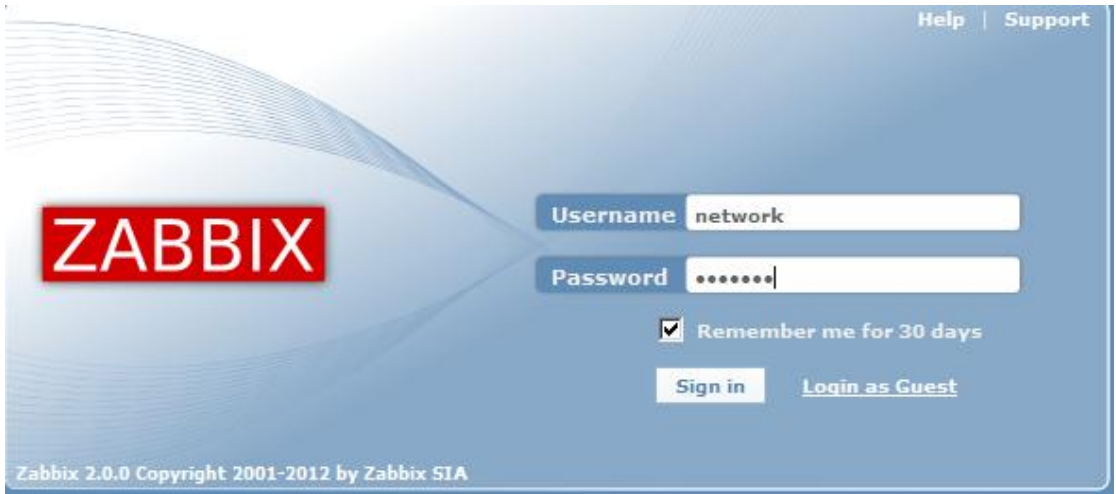 Help | Support
ZABBIX
Username network
Password •••••••
Remember me for 30 days
Sign in Login as Guest
Zabbix 2.0.0 Copyright 2001-2012 by Zabbix SIA